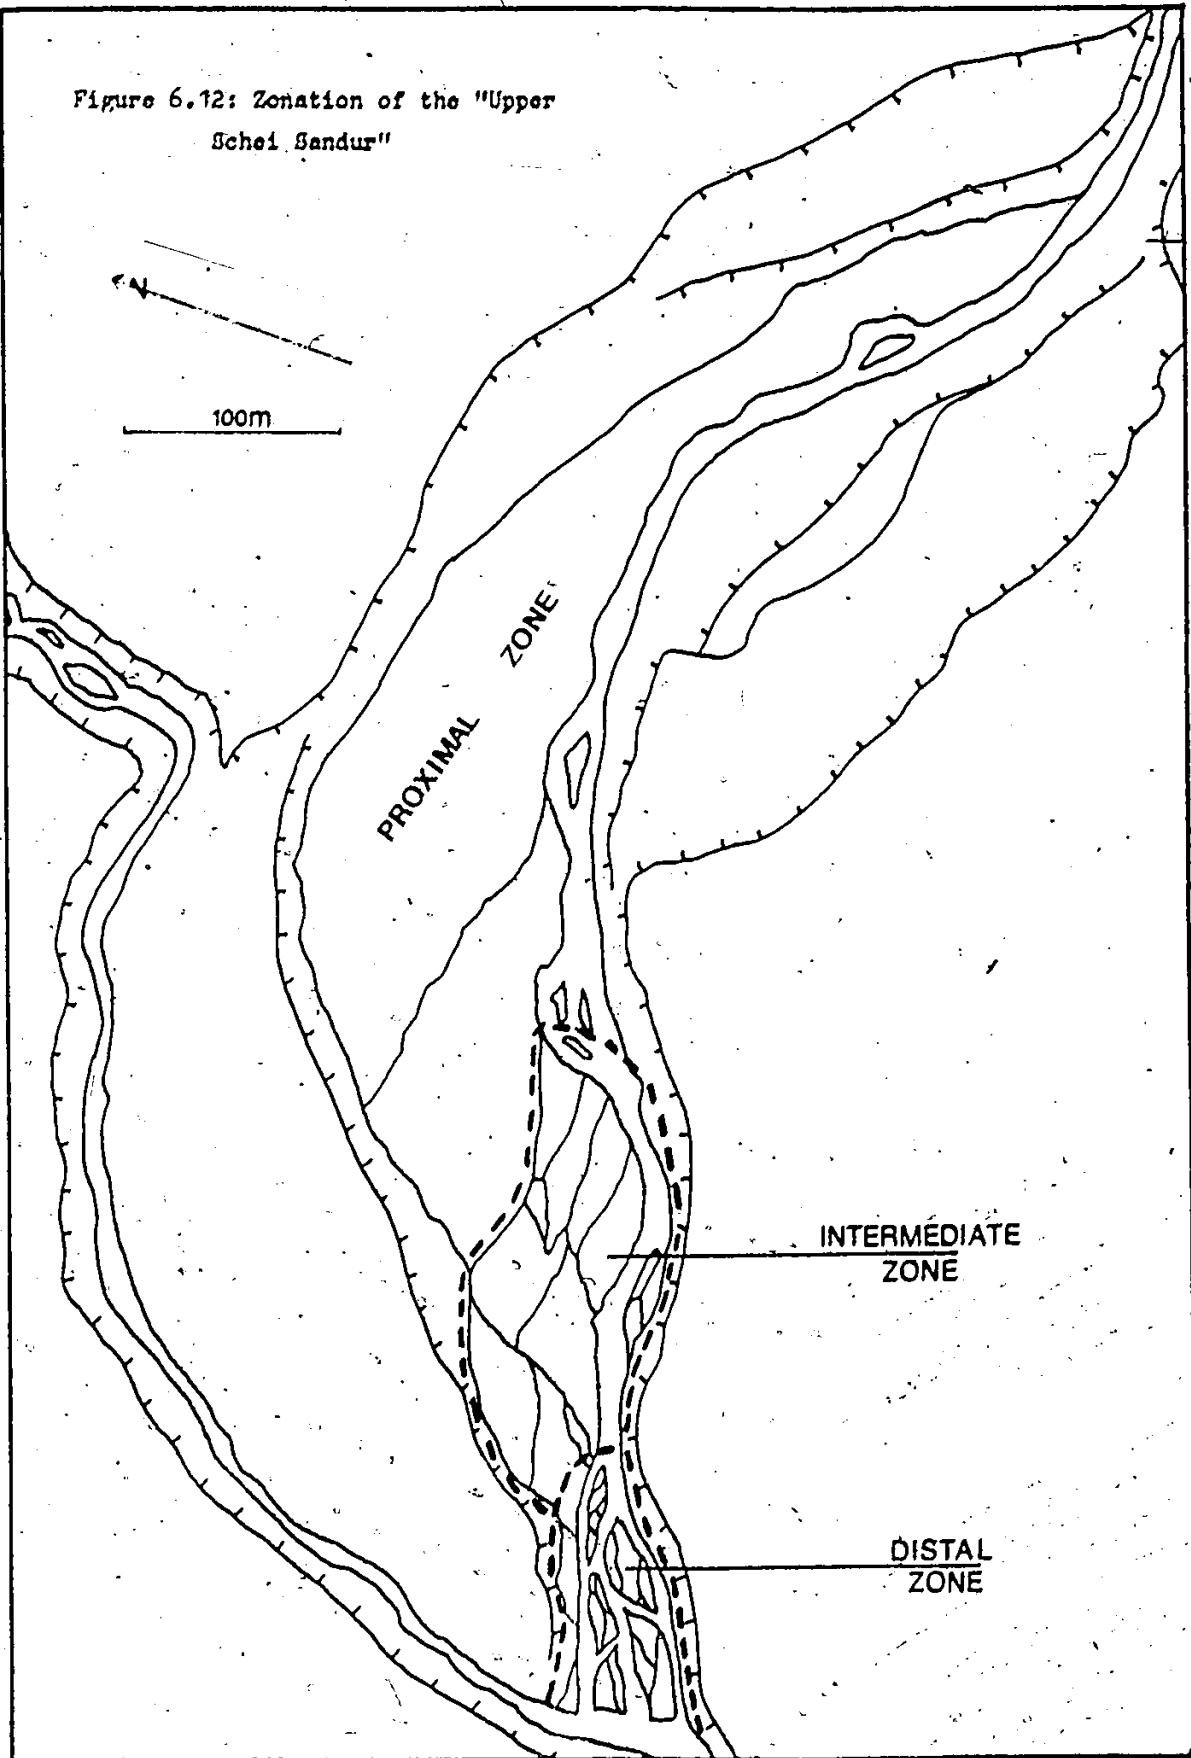 Figure 6.12: Zonation of the "Upper
Schei Sandur"
N
100m
PROXIMAL ZONE
INTERMEDIATE
ZONE
DISTAL
ZONE